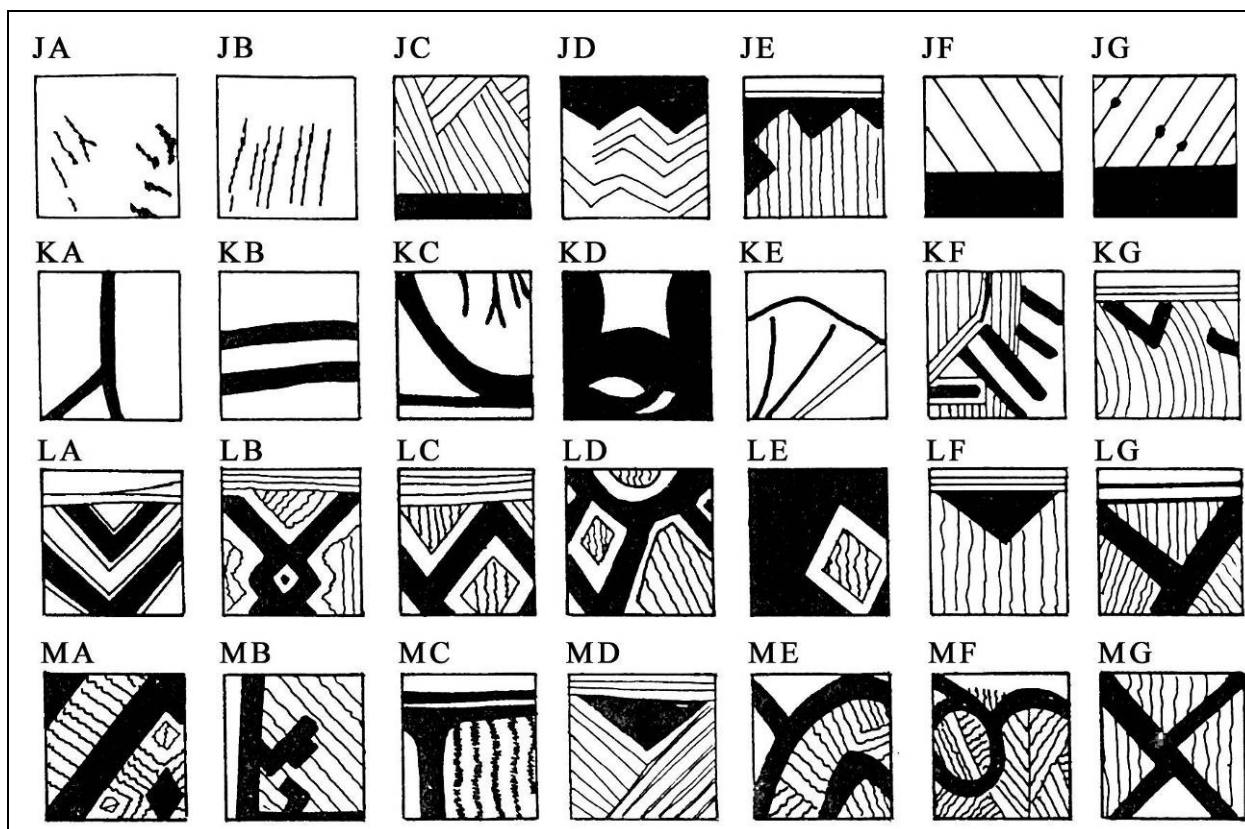 JA JB JC JD JE JF JG
KA KB KC KD KE KF KG
LA LB LC LD LE LF LG
MA MB MC MD ME MF MG